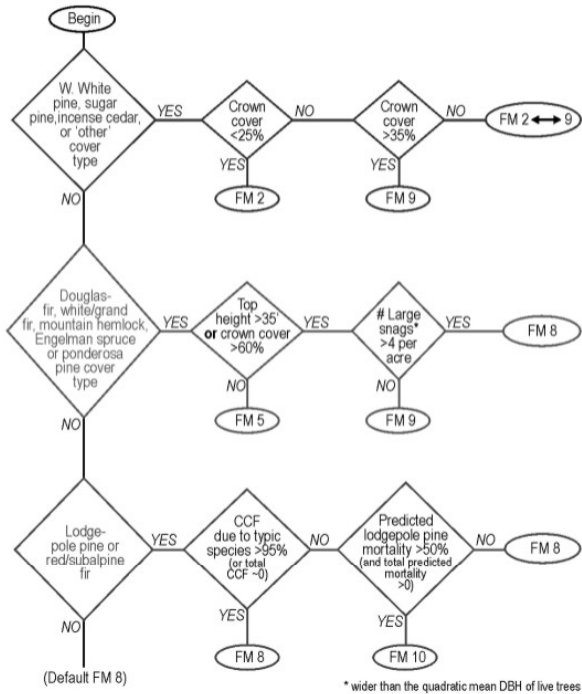 Begin
W. White
pine, sugar
pine,incense cedar,
or 'other'
cover
type
YES
Crown
cover
<25%
NO
Crown
cover
>35%
NO
FM 2↔9
YES
YES
FM 2
FM 9
NO
Douglas-
fir, white/grand
fir, mountain hemlock,
Engelman spruce
or ponderosa
pine cover
type
YES
Top
height >35'
or crown cover
>60%
YES
# Large
snags*
>4 per
acre
YES
FM 8
NO
NO
FM 5
FM 9
NO
Lodge-
pole pine or
red/subalpine
fir
YES
CCF
due to typic
species >95%
(or total
CCF ~0)
NO
Predicted
lodgepole pine
mortality >50%
(and total predicted
mortality
>0)
NO
FM 8
YES
YES
NO
FM 8
FM 10
(Default FM 8)
* wider than the quadratic mean DBH of live trees